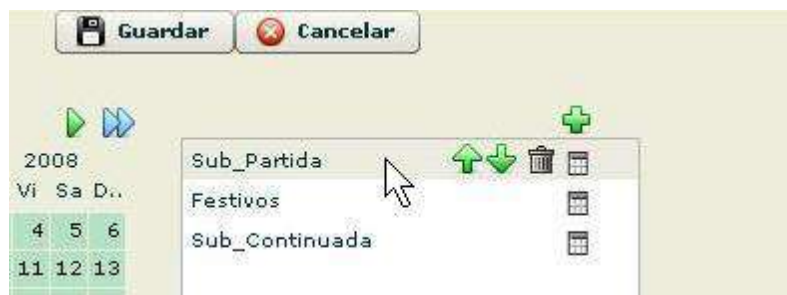 Guardar Cancelar
2008
Vi Sa D..
4 5 6
11 12 13
Sub_Partida
Festivos
Sub_Continuada